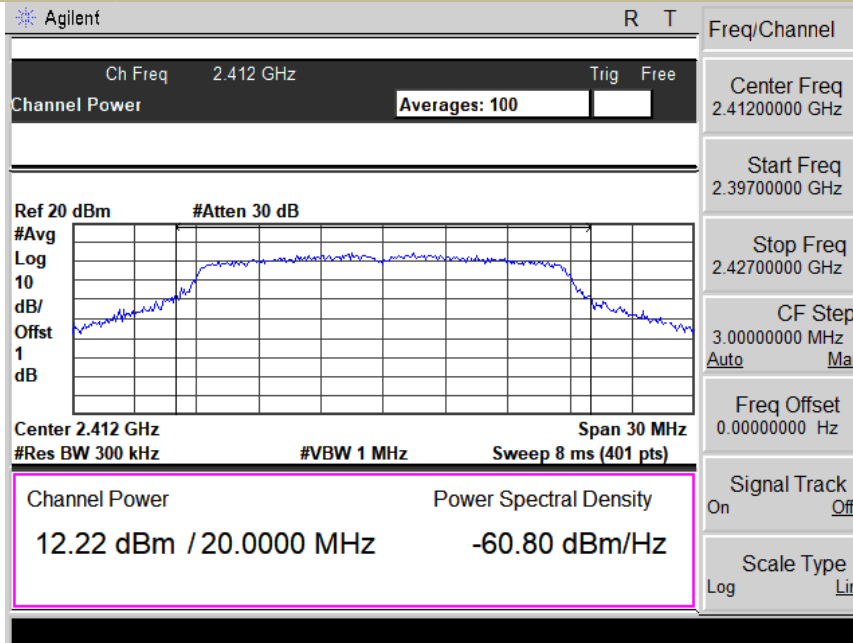 Agilent R T
Freq/Channel
Ch Freq 2.412 GHz Trig Free
Channel Power Averages: 100
Center Freq
2.41200000 GHz
Start Freq
2.39700000 GHz
Stop Freq
2.42700000 GHz
CF Step
3.00000000 MHz
Auto Ma
Freq Offset
0.00000000 Hz
Signal Track
On Off
Scale Type
Log Lin
Ref 20 dBm #Atten 30 dB
#Avg
Log
10
dB/
Offst
1
dB
Center 2.412 GHz Span 30 MHz
#Res BW 300 kHz #VBW 1 MHz Sweep 8 ms (401 pts)
Channel Power Power Spectral Density
12.22 dBm / 20.0000 MHz -60.80 dBm/Hz